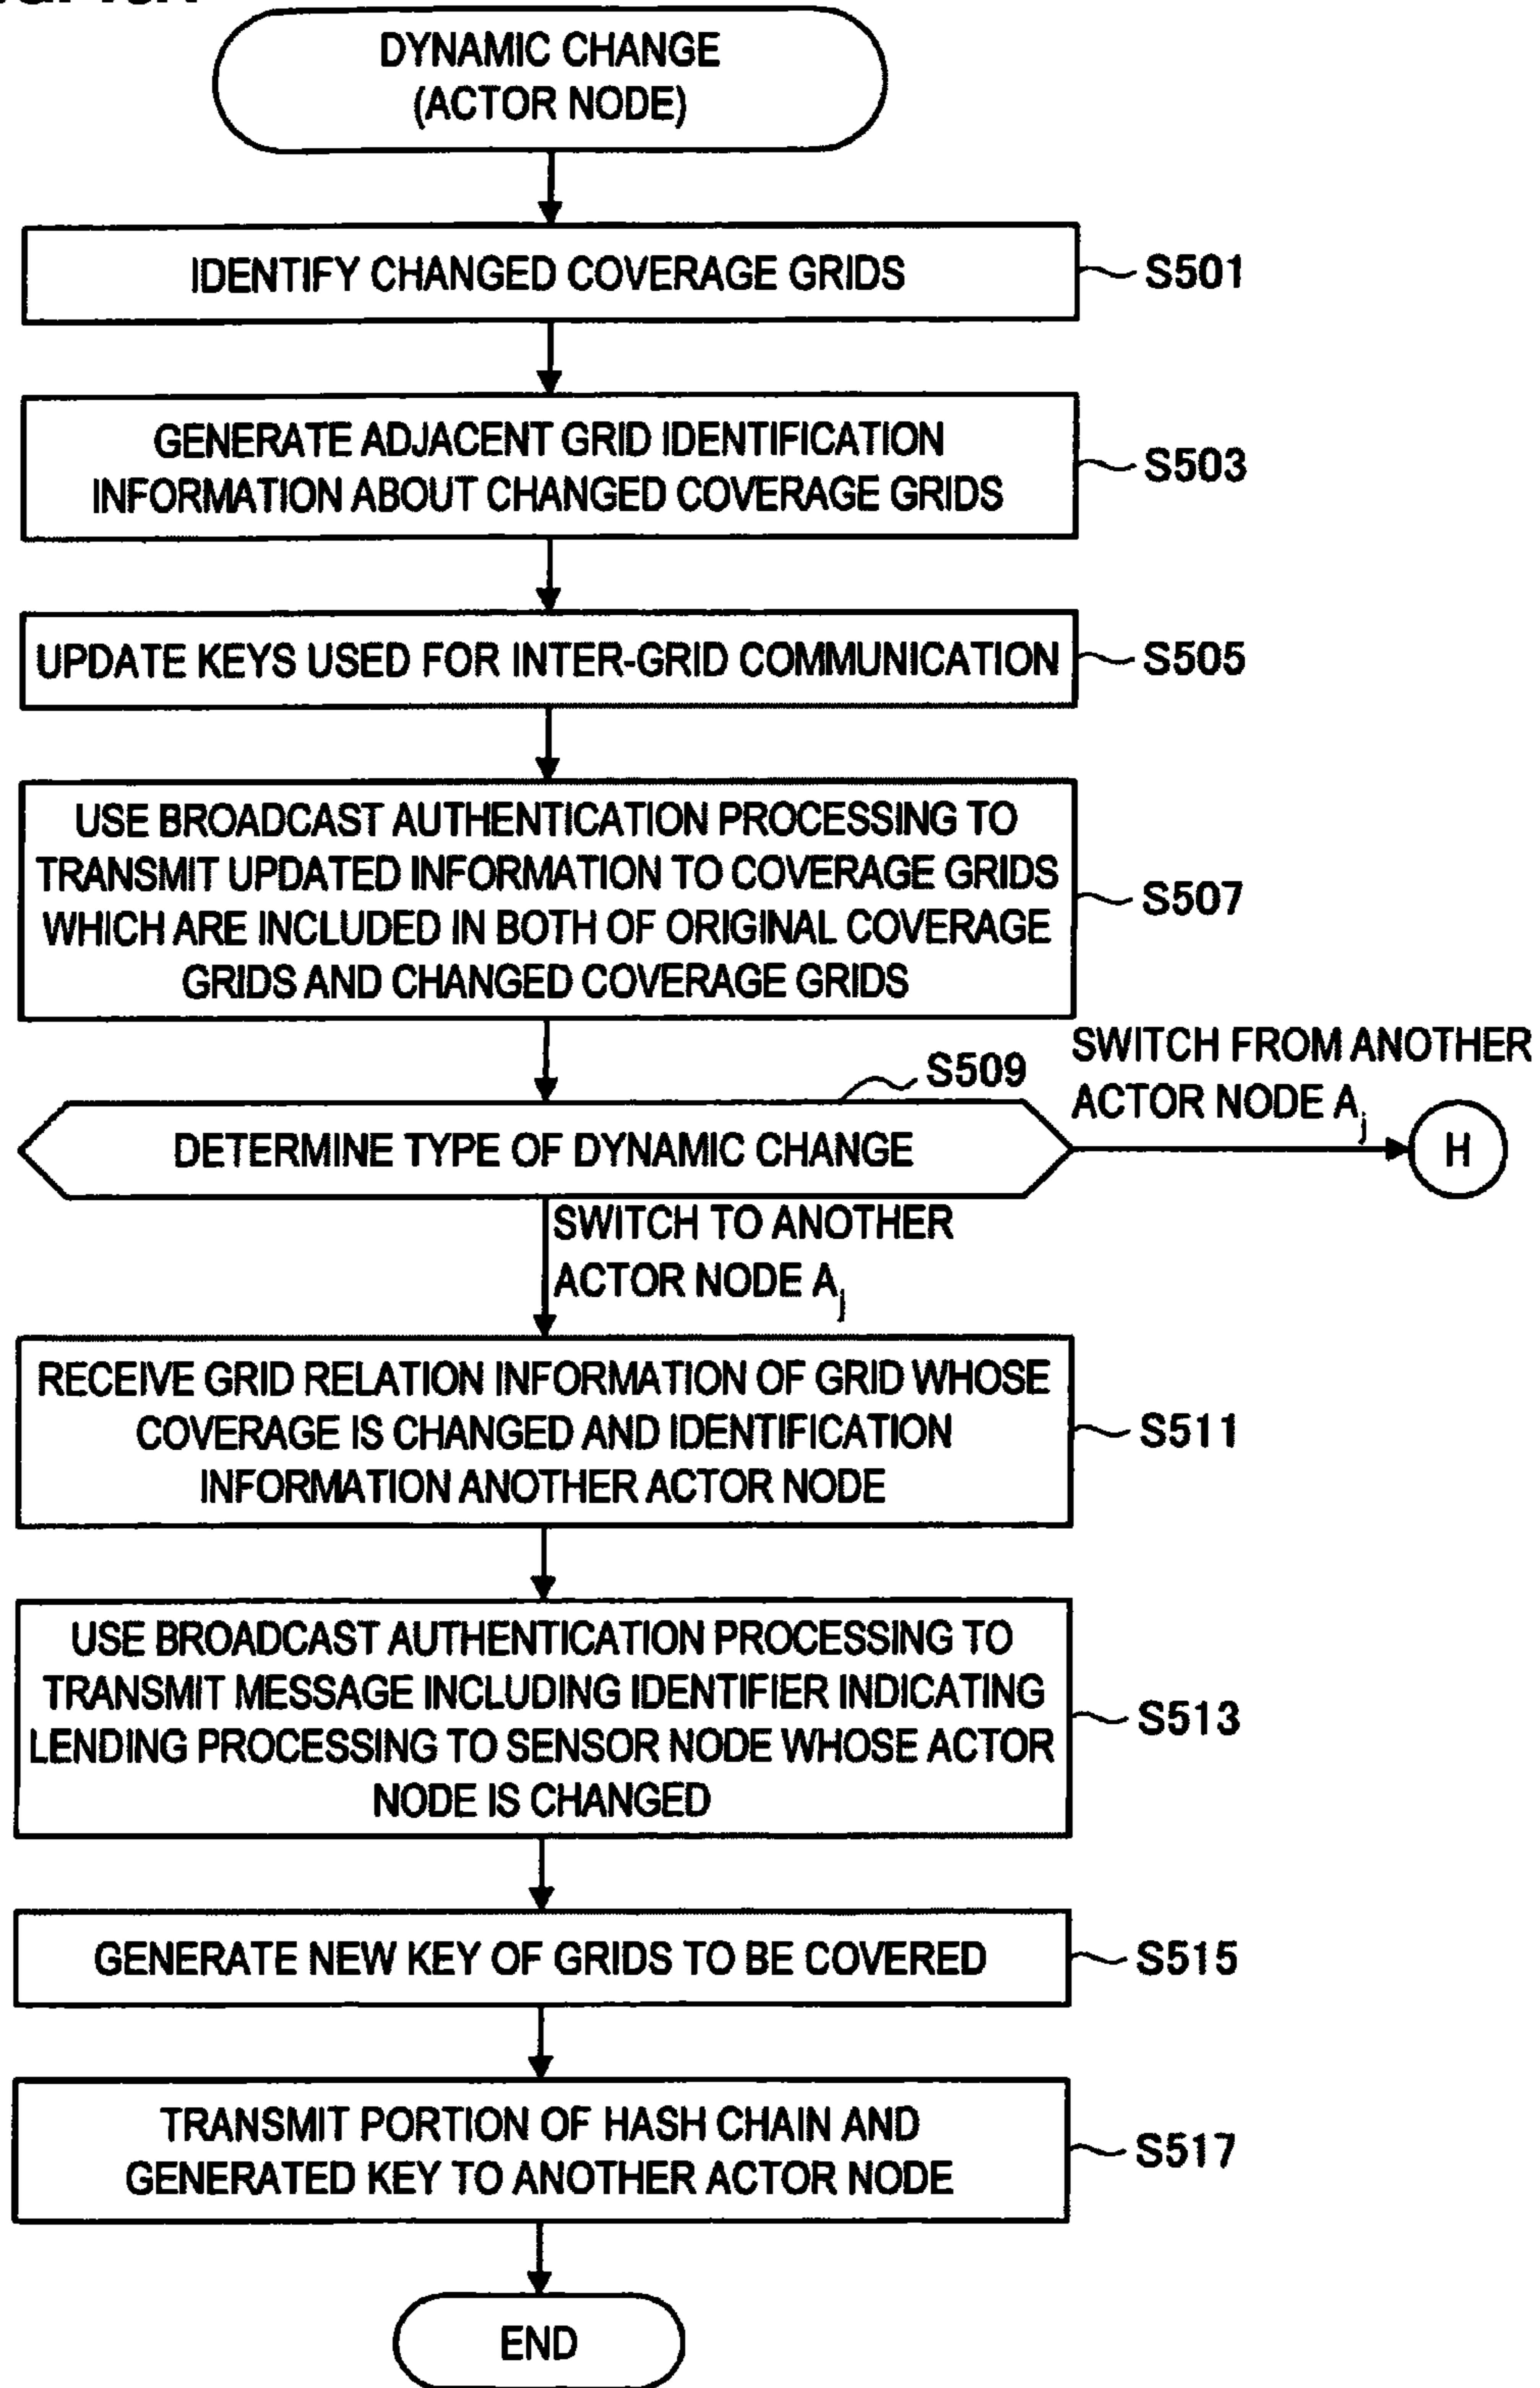 DYNAMIC CHANGE
(ACTOR NODE)
IDENTIFY CHANGED COVERAGE GRIDS
S501
GENERATE ADJACENT GRID IDENTIFICATION
INFORMATION ABOUT CHANGED COVERAGE GRIDS
S503
UPDATE KEYS USED FOR INTER-GRID COMMUNICATION
S505
USE BROADCAST AUTHENTICATION PROCESSING TO
TRANSMIT UPDATED INFORMATION TO COVERAGE GRIDS
WHICH ARE INCLUDED IN BOTH OF ORIGINAL COVERAGE
GRIDS AND CHANGED COVERAGE GRIDS
S507
S509
DETERMINE TYPE OF DYNAMIC CHANGE
SWITCH FROM ANOTHER
ACTOR NODE Aj
H
SWITCH TO ANOTHER
ACTOR NODE Aj
RECEIVE GRID RELATION INFORMATION OF GRID WHOSE
COVERAGE IS CHANGED AND IDENTIFICATION
INFORMATION ANOTHER ACTOR NODE
S511
USE BROADCAST AUTHENTICATION PROCESSING TO
TRANSMIT MESSAGE INCLUDING IDENTIFIER INDICATING
LENDING PROCESSING TO SENSOR NODE WHOSE ACTOR
NODE IS CHANGED
S513
GENERATE NEW KEY OF GRIDS TO BE COVERED
S515
TRANSMIT PORTION OF HASH CHAIN AND
GENERATED KEY TO ANOTHER ACTOR NODE
S517
END